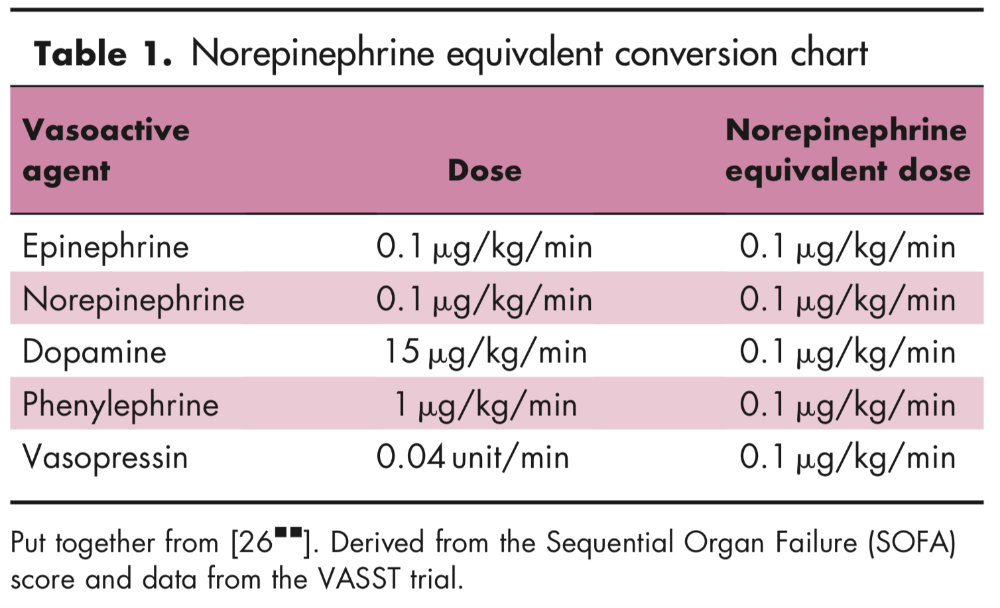 Table 1. Norepinephrine equivalent conversion chart
Vasoactive agent Dose Norepinephrine equivalent dose
Epinephrine 0.1 μg/kg/min 0.1 μg/kg/min
Norepinephrine 0.1 μg/kg/min 0.1 μg/kg/min
Dopamine 15 μg/kg/min 0.1 μg/kg/min
Phenylephrine 1 μg/kg/min 0.1 μg/kg/min
Vasopressin 0.04 unit/min 0.1 μg/kg/min
Put together from [26▪▪]. Derived from the Sequential Organ Failure (SOFA)
score and data from the VASST trial.